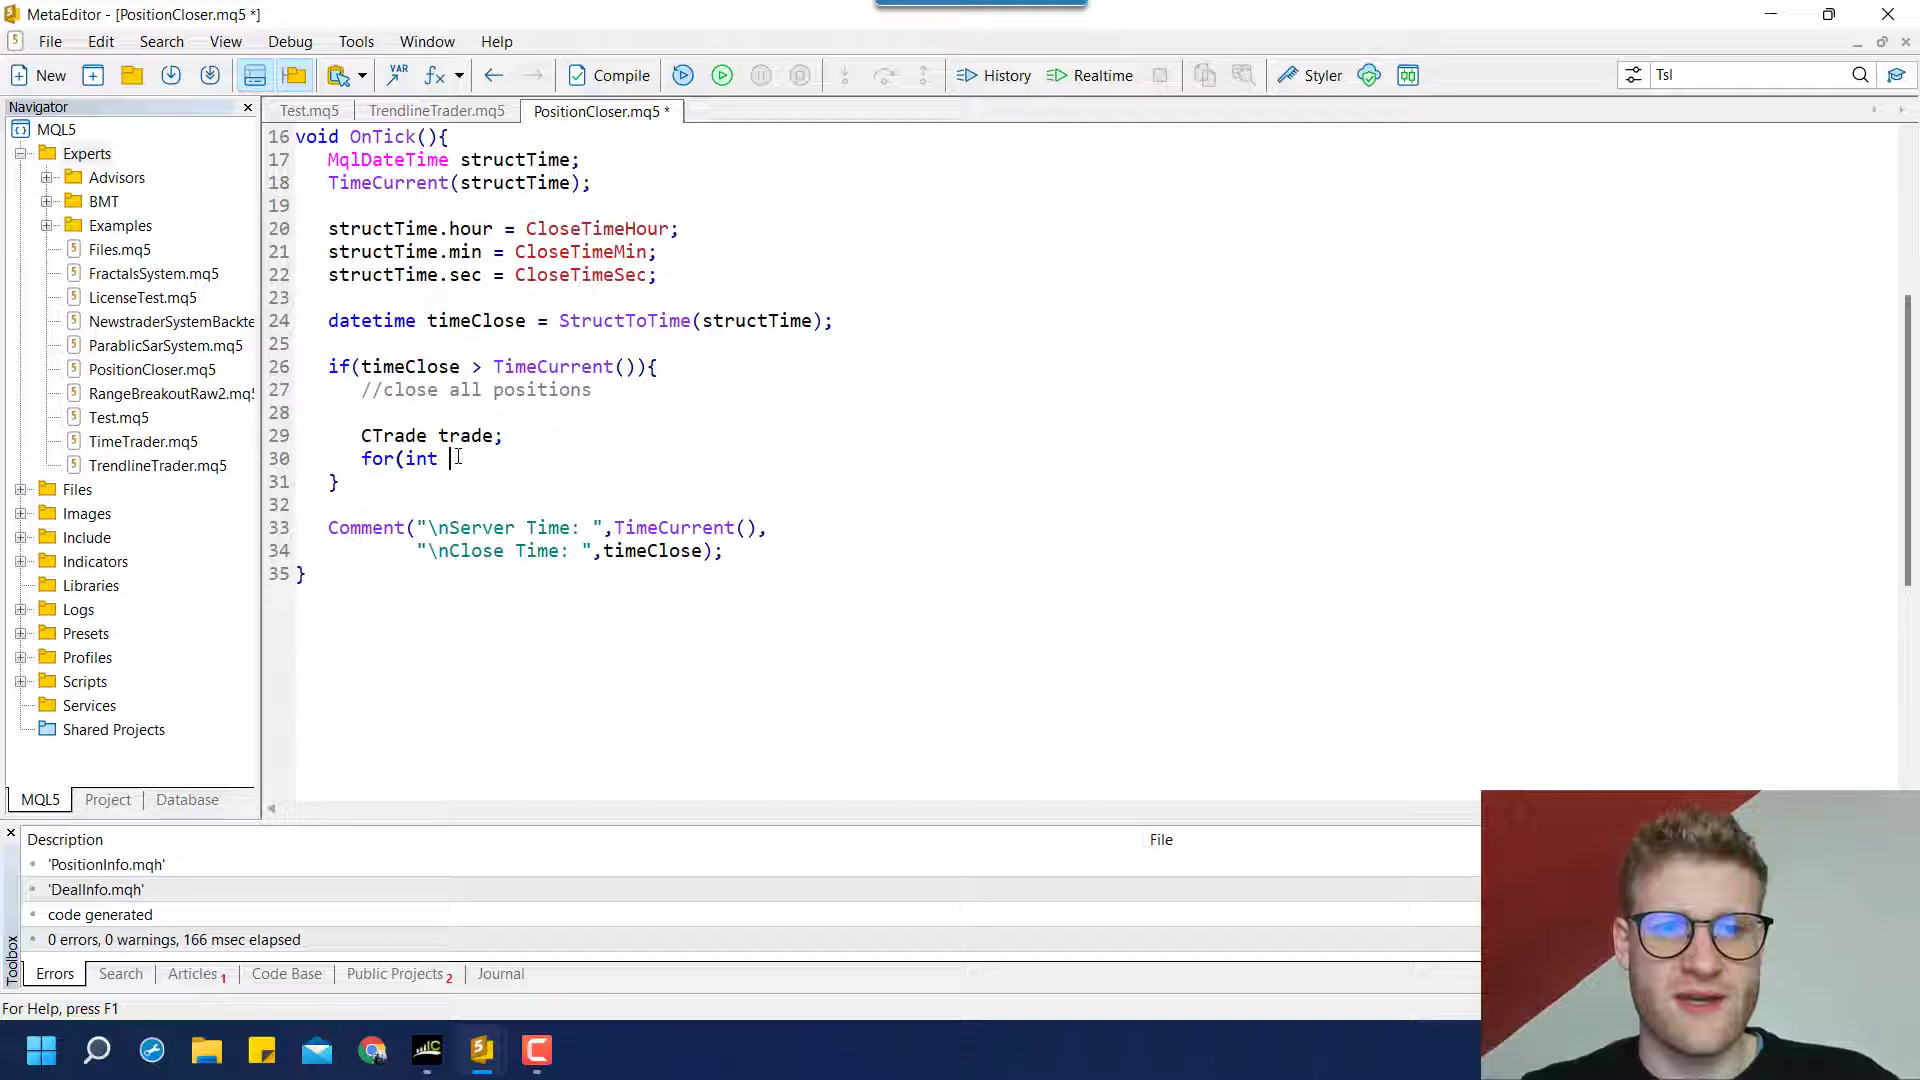 MetaEditor - [PositionCloser.mq5 *]
File Edit Search View Debug Tools Window Help
New Compile History Realtime Styler Tsl
Navigator
Test.mq5 TrendlineTrader.mq5 PositionCloser.mq5 *
MQL5
Experts
Advisors
BMT
Examples
Files.mq5
FractalsSystem.mq5
LicenseTest.mq5
NewstraderSystemBackte
ParablicSarSystem.mq5
PositionCloser.mq5
RangeBreakoutRaw2.mq5
Test.mq5
TimeTrader.mq5
TrendlineTrader.mq5
Files
Images
Include
Indicators
Libraries
Logs
Presets
Profiles
Scripts
Services
Shared Projects
MQL5 Project Database
16 void OnTick(){
17 MqlDateTime structTime;
18 TimeCurrent(structTime);
19
20 structTime.hour = CloseTimeHour;
21 structTime.min = CloseTimeMin;
22 structTime.sec = CloseTimeSec;
23
24 datetime timeClose = StructToTime(structTime);
25
26 if(timeClose > TimeCurrent()){
27 //close all positions
28
29 CTrade trade;
30 for(int
31 }
32
33 Comment("\nServer Time: ",TimeCurrent(),
34 "\nClose Time: ",timeClose);
35 }
Description File
'PositionInfo.mqh'
'DealInfo.mqh'
code generated
0 errors, 0 warnings, 166 msec elapsed
Toolbox
Errors Search Articles 1 Code Base Public Projects 2 Journal
For Help, press F1